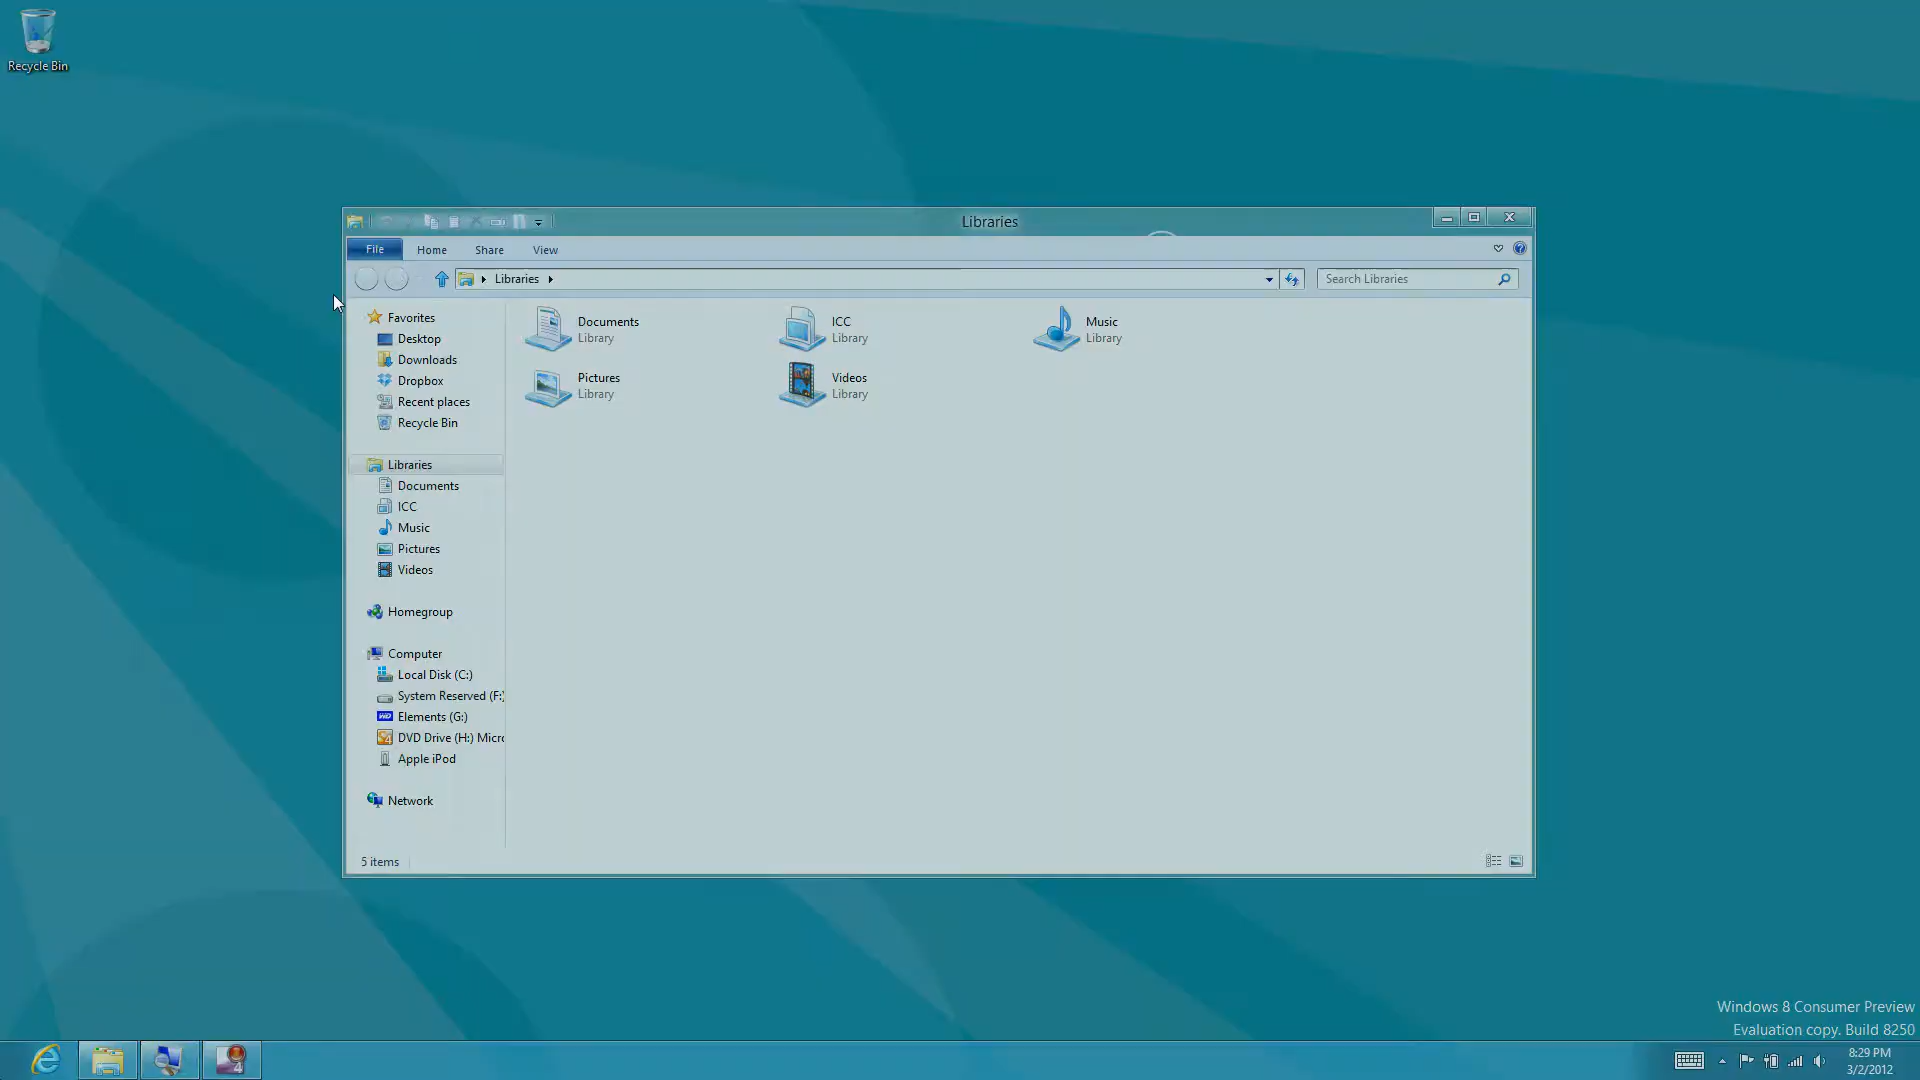 Recycle Bin
Libraries
File Home Share View
Libraries
Search Libraries
Favorites
Desktop
Downloads
Dropbox
Recent places
Recycle Bin
Libraries
Documents
ICC
Music
Pictures
Videos
Homegroup
Computer
Local Disk (C:)
System Reserved (F:)
WD Elements (G:)
DVD Drive (H:) Micro
Apple iPod
Network
Documents
Library
ICC
Library
Music
Library
Pictures
Library
Videos
Library
5 items
Windows 8 Consumer Preview
Evaluation copy. Build 8250
4
8:29 PM
3/2/2012